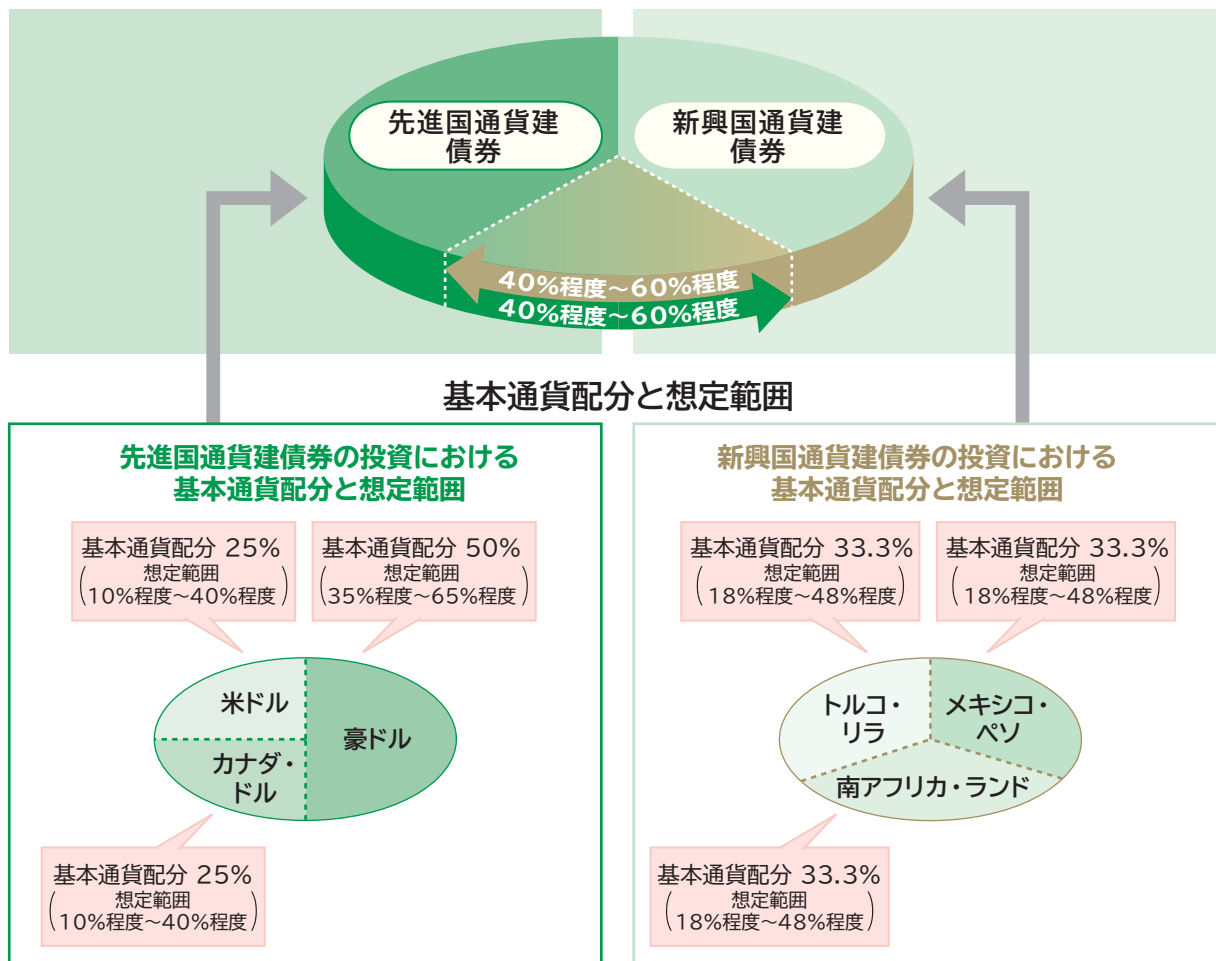 先進国通貨建
債券
新興国通貨建
債券
40%程度～60%程度
40%程度～60%程度
基本通貨配分と想定範囲
先進国通貨建債券の投資における
基本通貨配分と想定範囲
基本通貨配分 25%
想定範囲
(10%程度～40%程度)
基本通貨配分 50%
想定範囲
(35%程度～65%程度)
米ドル
豪ドル
カナダ・
ドル
基本通貨配分 25%
想定範囲
(10%程度～40%程度)
新興国通貨建債券の投資における
基本通貨配分と想定範囲
基本通貨配分 33.3%
想定範囲
(18%程度～48%程度)
基本通貨配分 33.3%
想定範囲
(18%程度～48%程度)
トルコ・
リラ
メキシコ・
ペソ
南アフリカ・ランド
基本通貨配分 33.3%
想定範囲
(18%程度～48%程度)